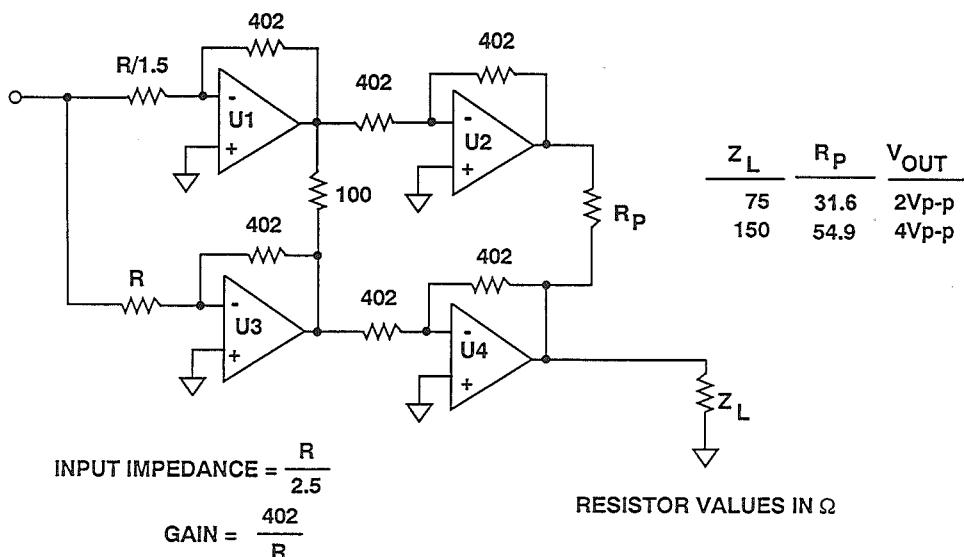 402
402
R/1.5
402
-
U1
+
-
U2
+
100
R_P
Z_L R_P V_OUT
75 31.6 2Vp-p
150 54.9 4Vp-p
402
402
R
402
-
U3
+
-
U4
+
Z_L
INPUT IMPEDANCE = R/2.5
RESISTOR VALUES IN Ω
GAIN = 402/R